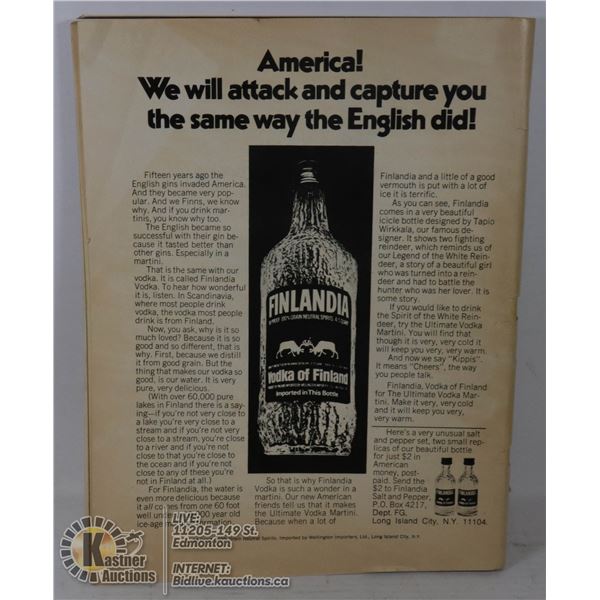 America!
We will attack and capture you
the same way the English did!
Fifteen years ago the
English gins invaded America.
And they became very pop-
ular. And we Finns, we know
why. And if you drink mar-
tinis, you know why too.
The English became so
successful with their gin be-
cause it tasted better than
other gins. Especially in a
martini.
That is the same with our
vodka. It is called Finlandia
Vodka. To hear how wonderful
it is, listen. In Scandinavia,
where most people drink
vodka, the vodka most people
drink is from Finland.
Now, you ask, why is it so
much loved? Because it is so
good and so different, that is
why. First, because we distill
it from good grain. But the
thing that makes our vodka so
good, is our water. It is very
pure, very delicious.
(With over 60,000 pure
lakes in Finland there is a say-
ing—if you're not very close to
a lake you're very close to a
stream and if you're not very
close to a stream, you're very
close to a river and if you're not
close to that you're close to
the ocean and if you're not
close to any of these you're
not in Finland at all.)
For Finlandia, the water is
even more delicious because
it all comes from one 60 foot
well under year old
ice-age formation.
FINLANDIA
Vodka of Finland
Imported in This Bottle
So that is why Finlandia
Vodka is such a wonder in a
martini. Our new American
friends tell us that it makes
the Ultimate Vodka Martini.
Because when a lot of
Finlandia and a little of a good
vermouth is put with a lot of
ice it is terrific.
As you can see, Finlandia
comes in a very beautiful
icicle bottle designed by Tapio
Wirkkala, our famous de-
signer. It shows two fighting
reindeer, which reminds us of
our Legend of the White Rein-
deer, a story of a beautiful girl
who was turned into a rein-
deer and had to battle the
hunter who was her lover. It is
some story.
If you would like to drink
the Spirit of the White Rein-
deer, try the Ultimate Vodka
Martini. You will find that
though it is very, very cold it
will keep you very, very warm.
And now we say "Kippis".
It means "Cheers", the way
you people talk.
Finlandia, Vodka of Finland
for The Ultimate Vodka Mar-
tini. Make it very, very cold
and it will keep you very,
very warm.
Here's a very unusual salt
and pepper set, two small rep-
licas of our beautiful bottle
for just $2 in
American
money, post-
paid. Send the
$2 to Finlandia
Salt and Pepper,
P.O. Box 4217,
Dept. FG.
Long Island City, N.Y. 11104.
FINLANDIA
FINLANDIA
Grain Neutral Spirits. Imported by Wellington Importers, Ltd., Long Island City, N.Y.
Kastner
Auctions
LIVE:
11205-149 St.
Edmonton
INTERNET:
Bidlive.kauctions.ca